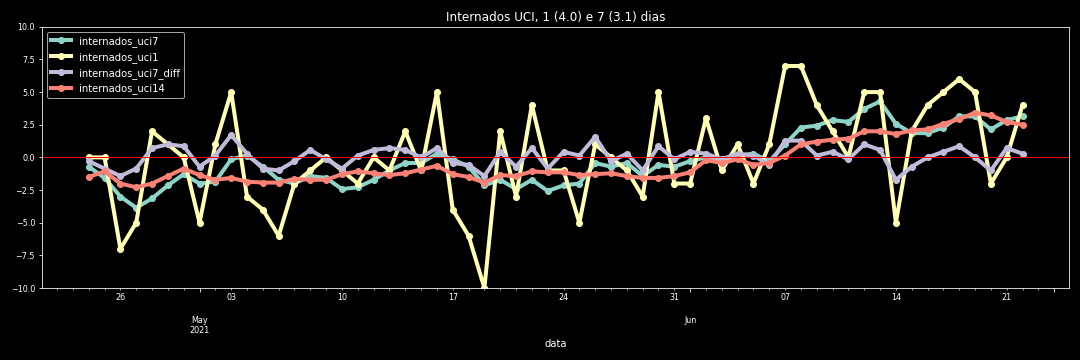 Internados UCI, 1 (4.0) e 7 (3.1) dias
10.0
7.5
5.0
2.5
0.0
−2.5
−5.0
−7.5
−10.0
internados_uci7
internados_uci1
internados_uci7_diff
internados_uci14
26 03 10 17 24 31 07 14 21
May Jun
2021
data